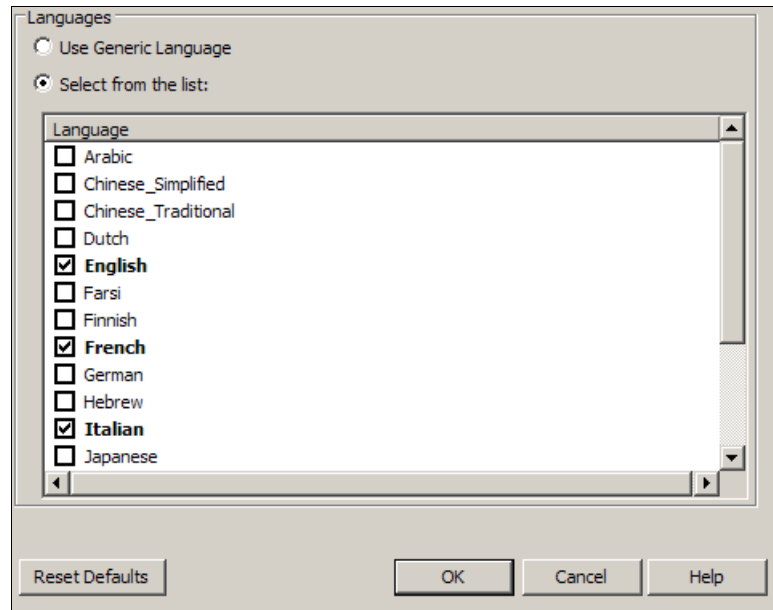 Languages
Use Generic Language
Select from the list:
Language
Arabic
Chinese_Simplified
Chinese_Traditional
Dutch
English
Farsi
Finnish
French
German
Hebrew
Italian
Japanese
Reset Defaults OK Cancel Help